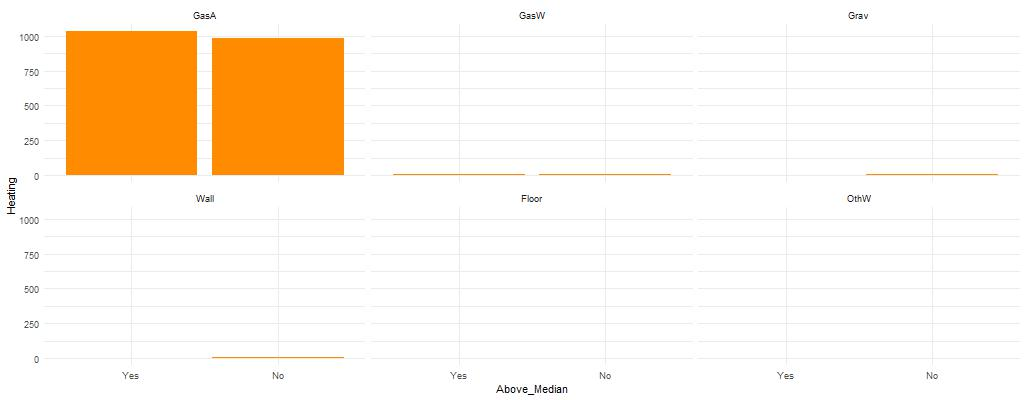 GasA GasW Grav
1000
750
500
250
0
Heating
Wall Floor OthW
1000
750
500
250
0
Yes No Yes No Yes No
Above_Median